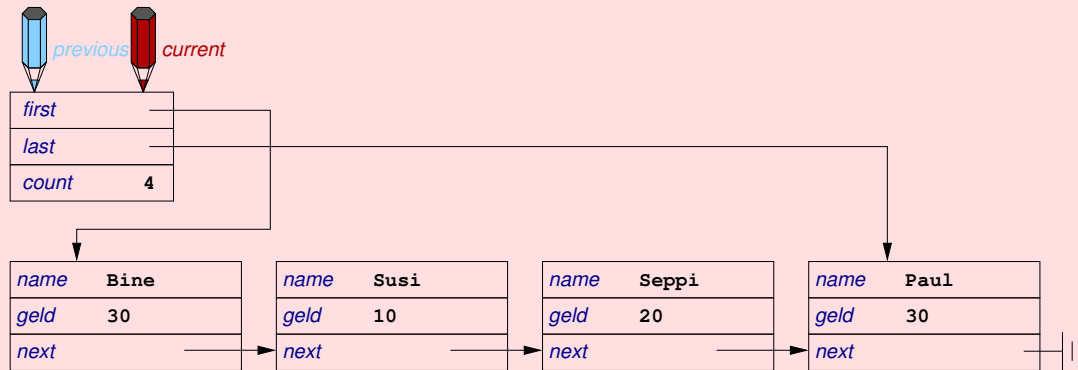 previous current
first
last
count 4
name Bine name Susi name Seppi name Paul
geld 30 geld 10 geld 20 geld 30
next next next next